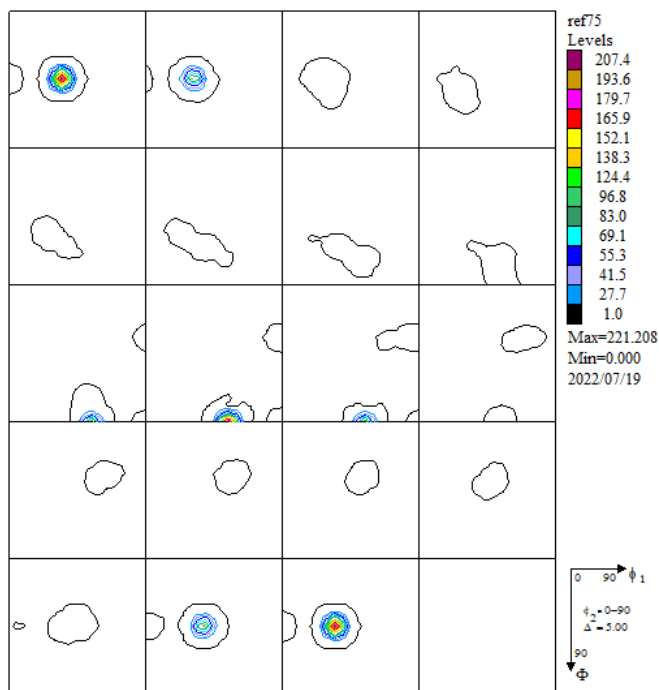 ref75
Levels
207.4
193.6
179.7
165.9
152.1
138.3
124.4
96.8
83.0
69.1
55.3
41.5
27.7
1.0
Max=221.208
Min=0.000
2022/07/19
0 90 ϕ1
ϕ2= 0-90
Δ = 5.00
90
Φ